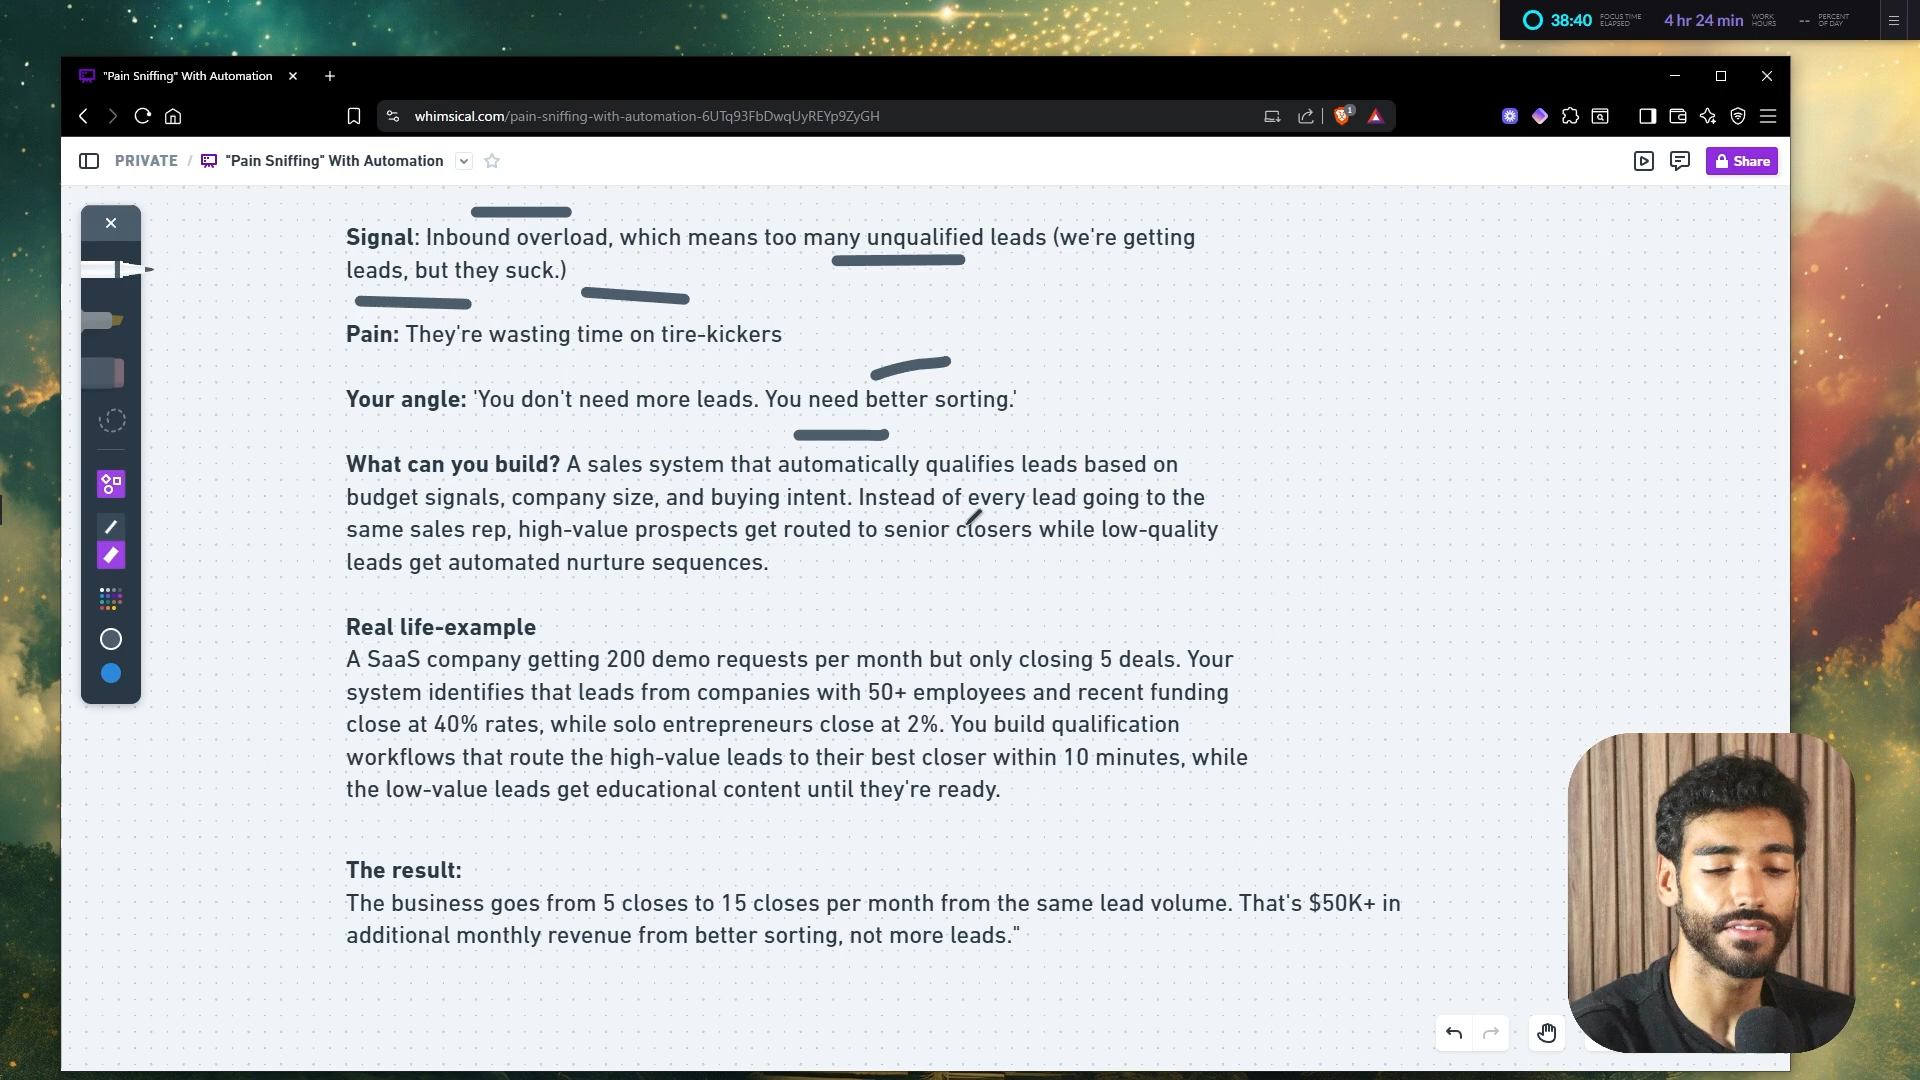 38:40 FOCUS TIME ELAPSED 4 hr 24 min WORK HOURS -- PERCENT OF DAY
"Pain Sniffing" With Automation
whimsical.com/pain-sniffing-with-automation-6UTq93FbDwqUyREYp9ZyGH
1
PRIVATE / "Pain Sniffing" With Automation
Share
Signal: Inbound overload, which means too many unqualified leads (we're getting
leads, but they suck.)
Pain: They're wasting time on tire-kickers
Your angle: 'You don't need more leads. You need better sorting.'
What can you build? A sales system that automatically qualifies leads based on
budget signals, company size, and buying intent. Instead of every lead going to the
same sales rep, high-value prospects get routed to senior closers while low-quality
leads get automated nurture sequences.
Real life-example
A SaaS company getting 200 demo requests per month but only closing 5 deals. Your
system identifies that leads from companies with 50+ employees and recent funding
close at 40% rates, while solo entrepreneurs close at 2%. You build qualification
workflows that route the high-value leads to their best closer within 10 minutes, while
the low-value leads get educational content until they're ready.
The result:
The business goes from 5 closes to 15 closes per month from the same lead volume. That's $50K+ in
additional monthly revenue from better sorting, not more leads."